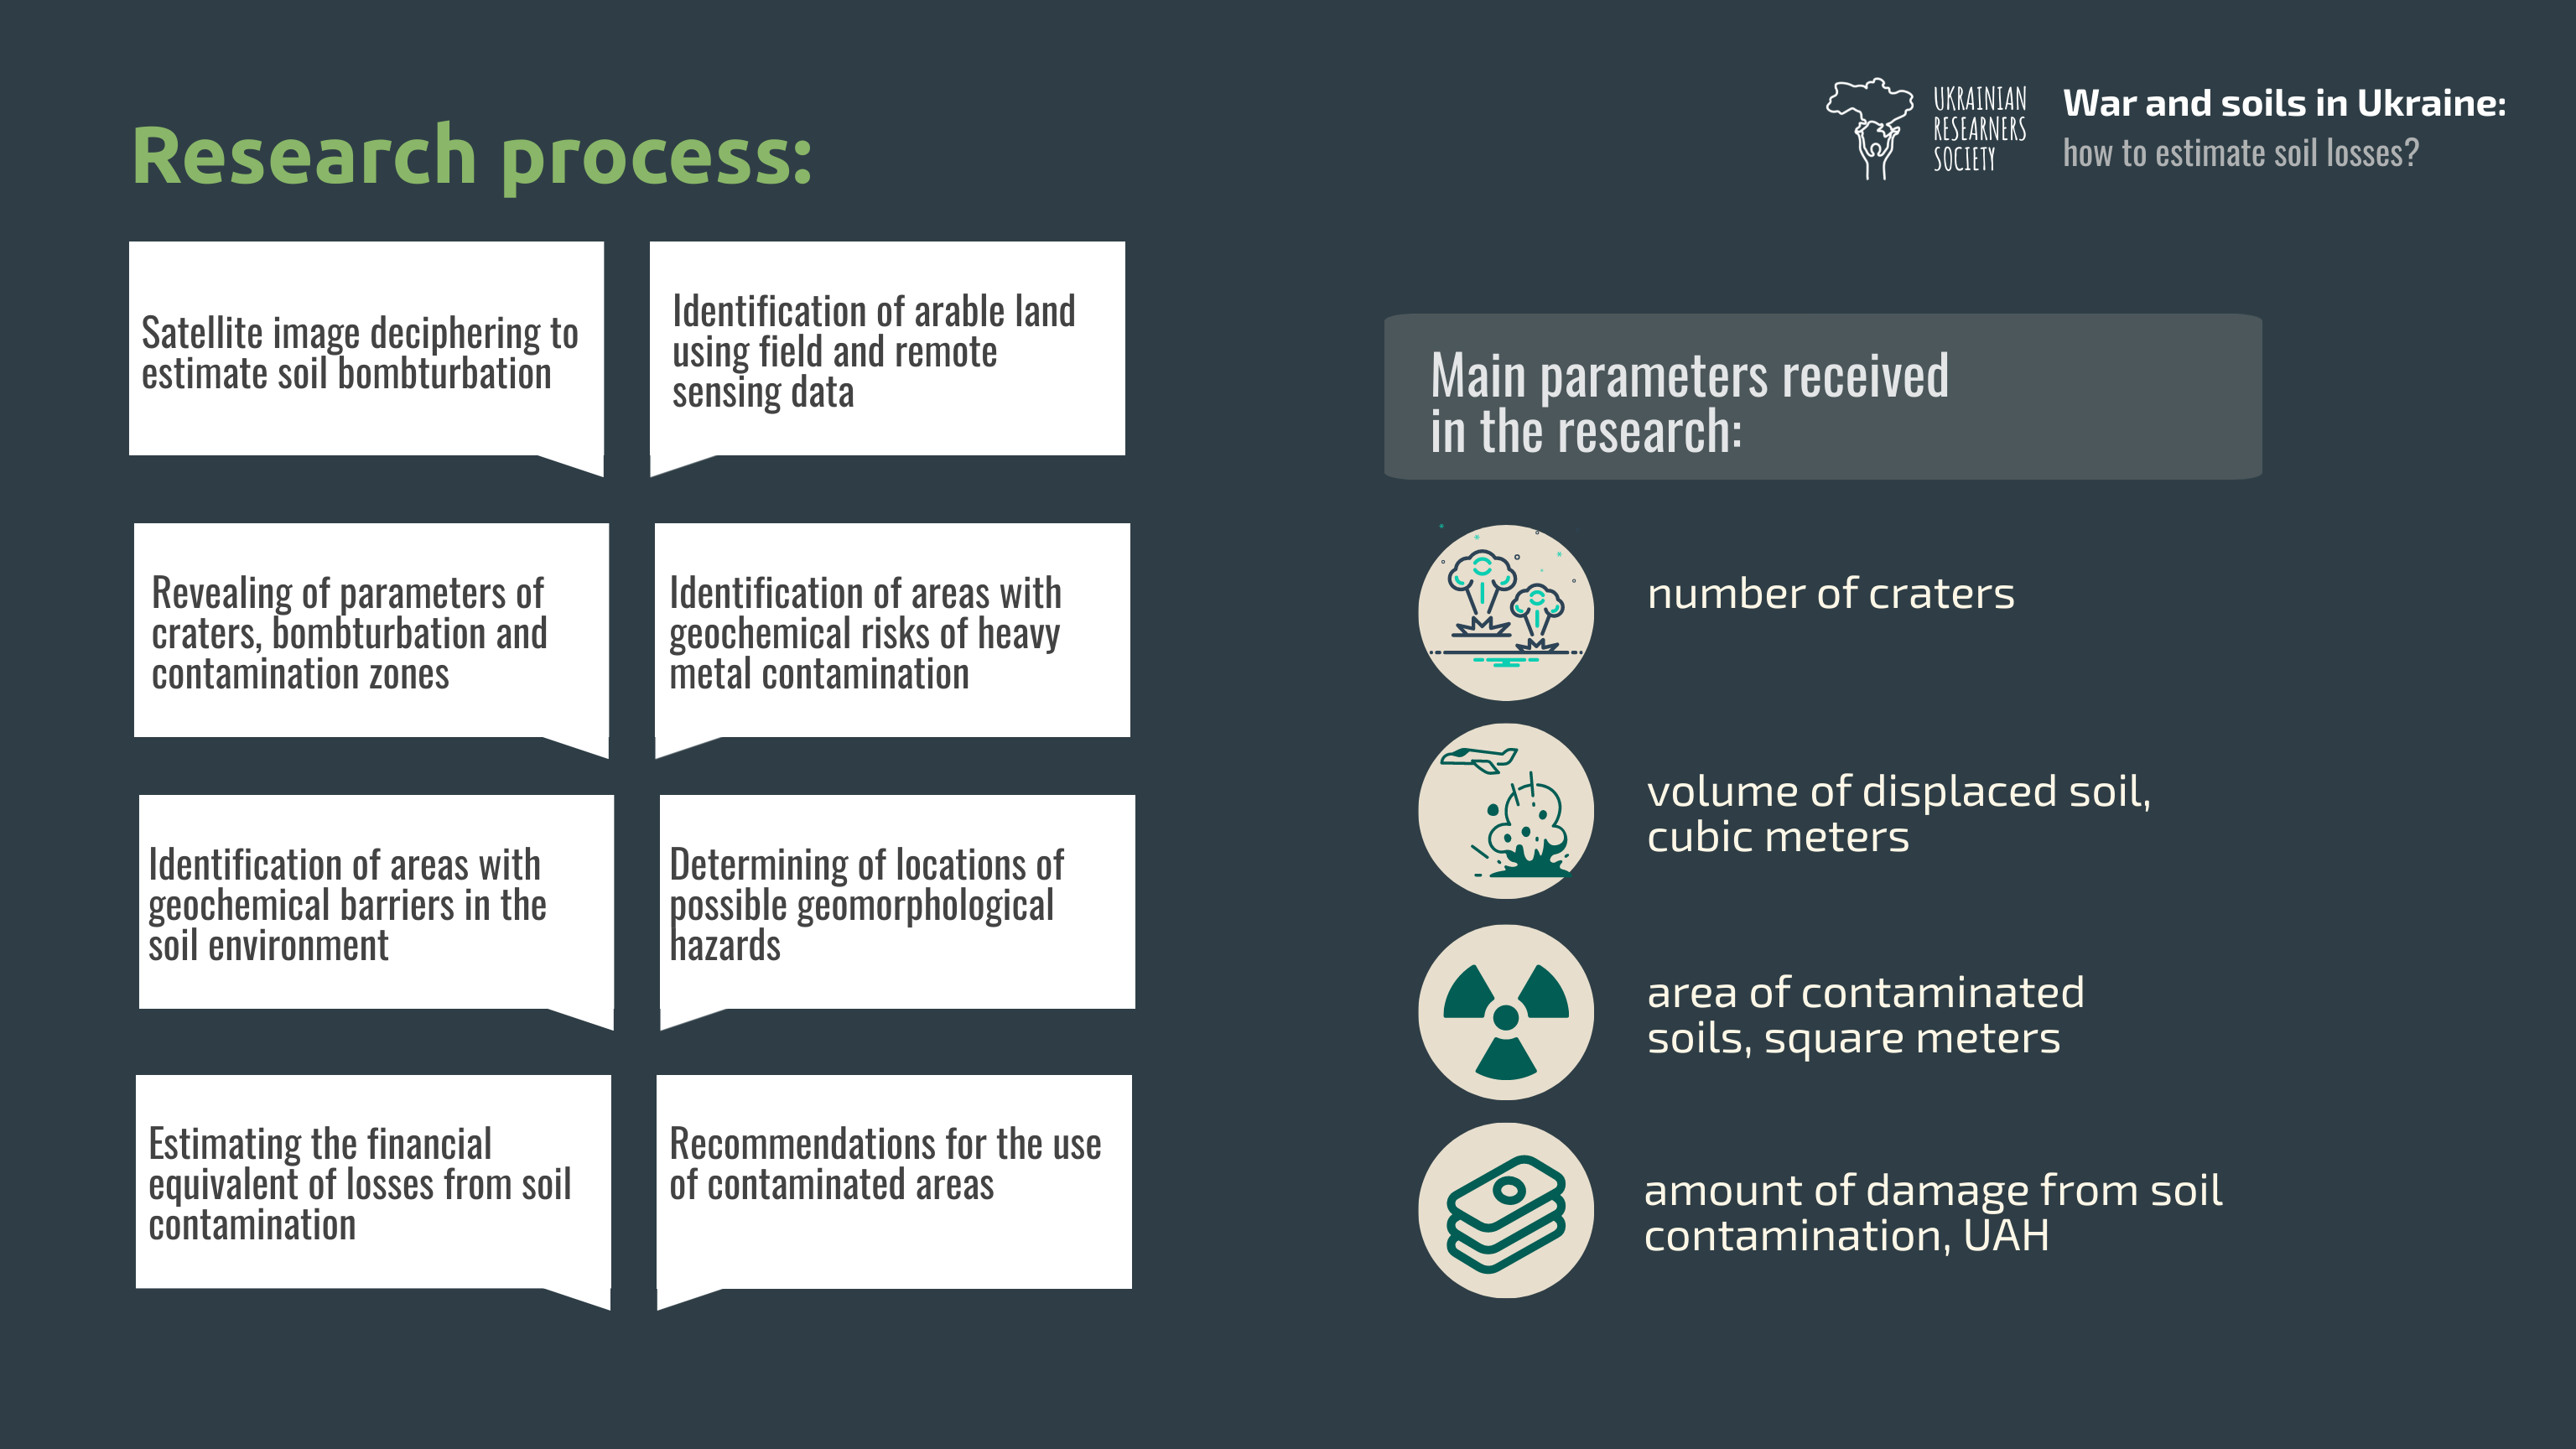 UKRAINIAN
RESEARNERS
SOCIETY
War and soils in Ukraine:
how to estimate soil losses?
Research process:
Satellite image deciphering to
estimate soil bombturbation
Identification of arable land
using field and remote
sensing data
Revealing of parameters of
craters, bombturbation and
contamination zones
Identification of areas with
geochemical risks of heavy
metal contamination
Identification of areas with
geochemical barriers in the
soil environment
Determining of locations of
possible geomorphological
hazards
Estimating the financial
equivalent of losses from soil
contamination
Recommendations for the use
of contaminated areas
Main parameters received
in the research:
number of craters
volume of displaced soil,
cubic meters
area of contaminated
soils, square meters
amount of damage from soil
contamination, UAH